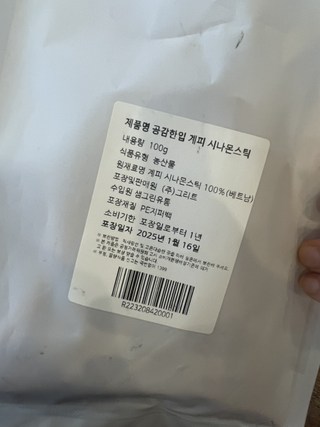 제품명 공감한입 계피 시나몬스틱
내용량 100g
식품유형 농산물
원재료명 계피 시나몬스틱 100%(베트남)
포장및판매원 (주)그리트
수입원 샘그린유통
포장재질 PE지퍼백
소비기한 포장일로부터 1년
포장일자 2025년 1월 16일
R223208420001